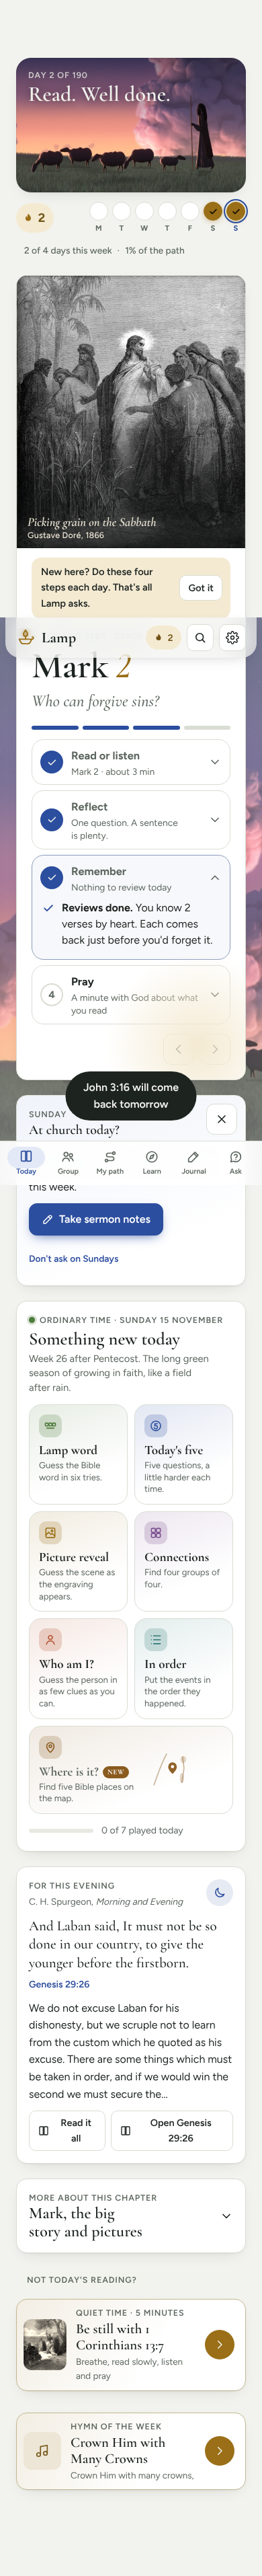 DAY 2 OF 190
Read. Well done.
2
M T W T F S S
2 of 4 days this week · 1% of the path
Picking grain on the Sabbath
Gustave Doré, 1866
New here? Do these four
steps each day. That's all
Lamp asks.
Got it
Lamp
2
Mark 2
Who can forgive sins?
Read or listen
Mark 2 · about 3 min
Reflect
One question. A sentence
is plenty.
Remember
Nothing to review today
Reviews done. You know 2
verses by heart. Each comes
back just before you'd forget it.
4
Pray
A minute with God about what
you read
John 3:16 will come
back tomorrow
SUNDAY
At church today?
Today
Group
My path
Learn
Journal
Ask
this week.
Take sermon notes
Don't ask on Sundays
ORDINARY TIME · SUNDAY 15 NOVEMBER
Something new today
Week 26 after Pentecost. The long green
season of growing in faith, like a field
after rain.
Lamp word
Guess the Bible
word in six tries.
Today's five
Five questions, a
little harder each
time.
Picture reveal
Guess the scene as
the engraving
appears.
Connections
Find four groups of
four.
Who am I?
Guess the person in
as few clues as you
can.
In order
Put the events in
the order they
happened.
Where is it? NEW
Find five Bible places on
the map.
0 of 7 played today
FOR THIS EVENING
C. H. Spurgeon, Morning and Evening
And Laban said, It must not be so
done in our country, to give the
younger before the firstborn.
Genesis 29:26
We do not excuse Laban for his
dishonesty, but we scruple not to learn
from the custom which he quoted as his
excuse. There are some things which must
be taken in order, and if we would win the
second we must secure the...
Read it
all
Open Genesis
29:26
MORE ABOUT THIS CHAPTER
Mark, the big
story and pictures
NOT TODAY'S READING?
QUIET TIME · 5 MINUTES
Be still with 1
Corinthians 13:7
Breathe, read slowly, listen
and pray
HYMN OF THE WEEK
Crown Him with
Many Crowns
Crown Him with many crowns,